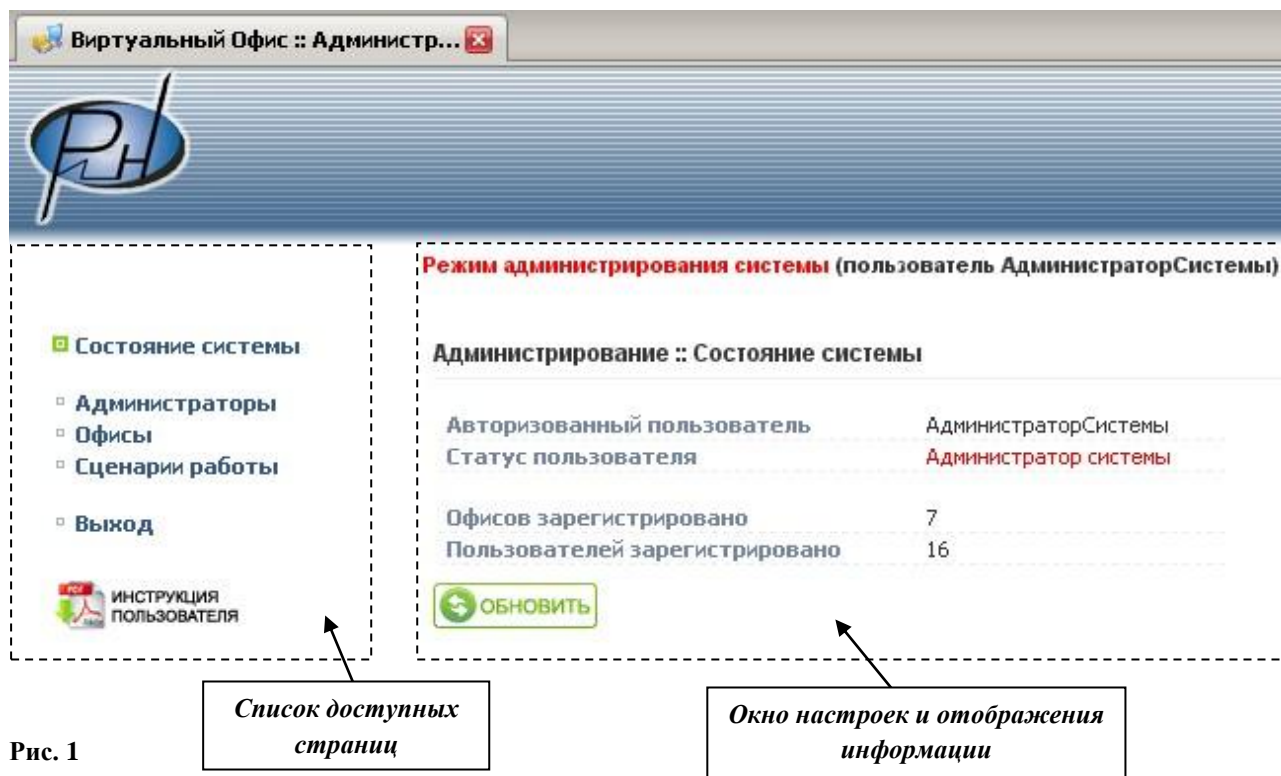 Виртуальный Офис :: Администр...
РН
Режим администрирования системы (пользователь АдминистраторСистемы)
Состояние системы
Администраторы
Офисы
Сценарии работы
Выход
ИНСТРУКЦИЯ
ПОЛЬЗОВАТЕЛЯ
Администрирование :: Состояние системы
Авторизованный пользователь АдминистраторСистемы
Статус пользователя Администратор системы
Офисов зарегистрировано 7
Пользователей зарегистрировано 16
ОБНОВИТЬ
Список доступных
страниц
Окно настроек и отображения
информации
Рис. 1